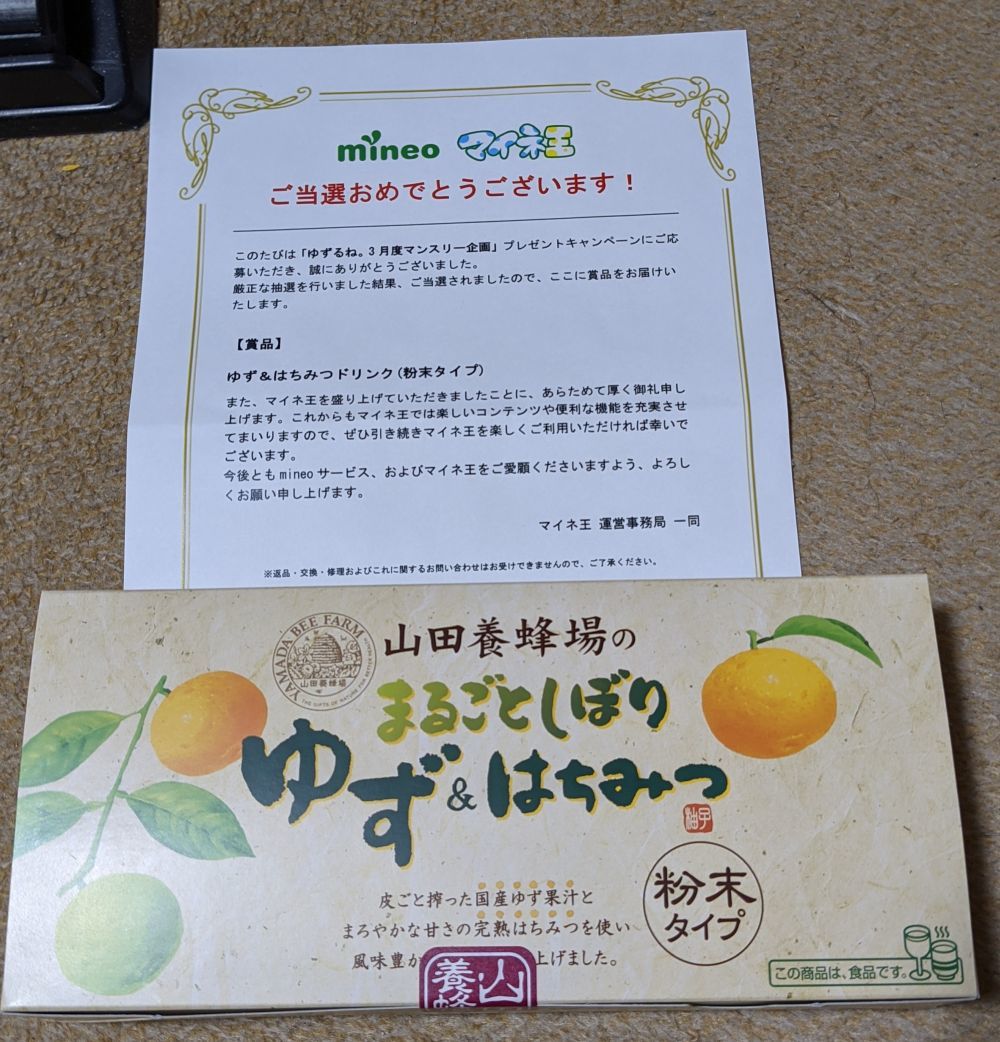 mineo マイネ王
ご当選おめでとうございます！
このたびは「ゆずるね。3月度マンスリー企画」プレゼントキャンペーンにご応
募いただき、誠にありがとうございました。
厳正な抽選を行いました結果、ご当選されましたので、ここに賞品をお届けい
たします。
【賞品】
ゆず＆はちみつドリンク(粉末タイプ)
また、マイネ王を盛り上げていただきましたことに、あらためて厚く御礼申し
上げます。これからもマイネ王では楽しいコンテンツや便利な機能を充実させ
てまいりますので、ぜひ引き続きマイネ王を楽しくご利用いただければ幸いで
ございます。
今後とも mineo サービス、およびマイネ王をご愛顧くださいますよう、よろし
くお願い申し上げます。
マイネ王 運営事務局 一同
※返品・交換・修理およびこれに関するお問い合わせはお受けできませんので、ご了承ください。
YAMADA BEE FARM
山田養蜂場
山田養蜂場の
まるごとしぼり
ゆず&はちみつ
柚子
粉末
タイプ
皮ごと搾った国産ゆず果汁と
まろやかな甘さの完熟はちみつを使い
風味豊か
上げました。
山
養蜂
この商品は、食品です。